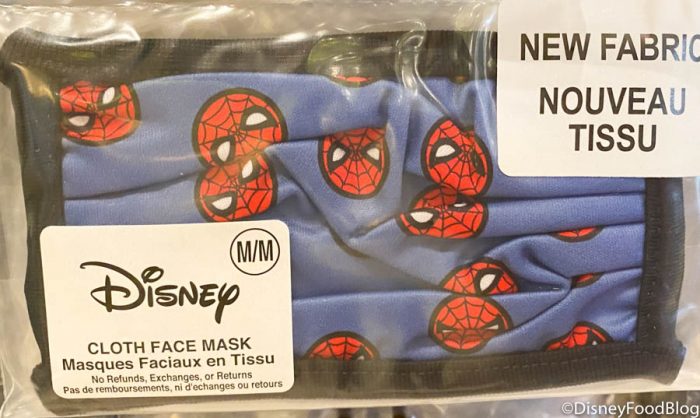 NEW FABRIC
NOUVEAU
TISSU
M/M
Disney
CLOTH FACE MASK
Masques Faciaux en Tissu
No Refunds, Exchanges, or Returns
Pas de remboursements, ni d'echanges ou retours
©DisneyFoodBlog